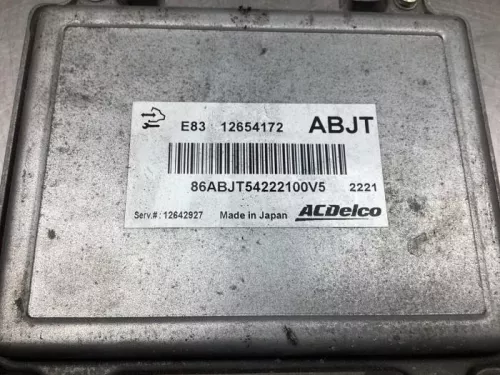 E83 12654172 ABJT
86ABJT54222100V5 2221
Serv.#: 12642927 Made in Japan ACDelco